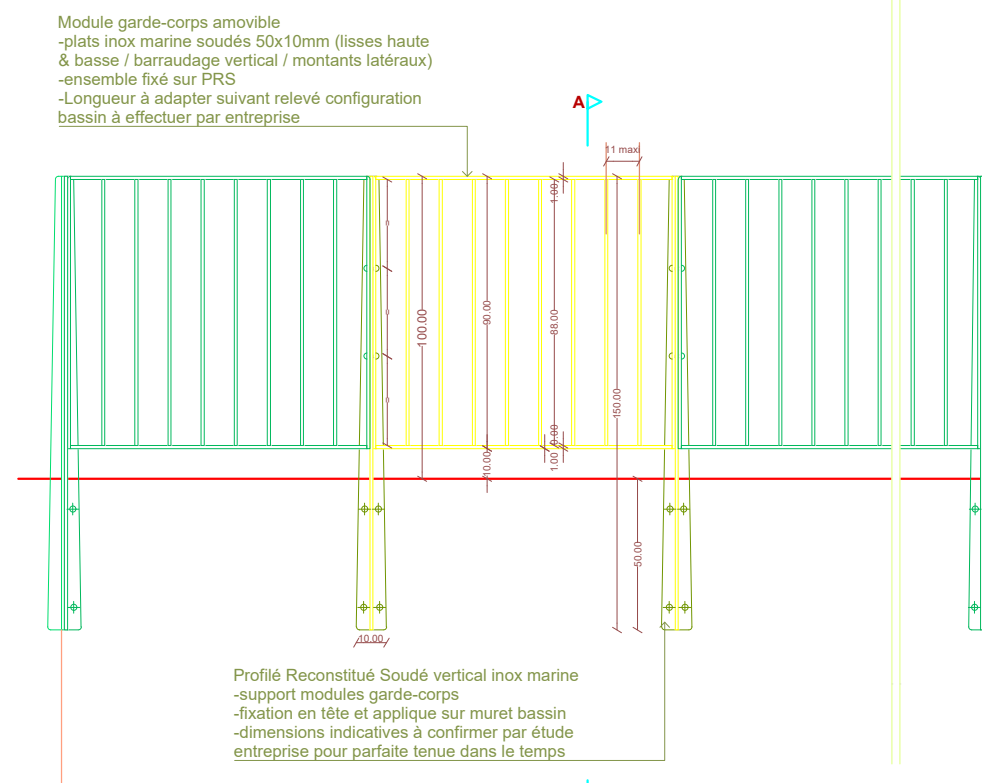 Module garde-corps amovible
-plats inox marine soudés 50x10mm (lisses haute
& basse / barraudage vertical / montants latéraux)
-ensemble fixé sur PRS
-Longueur à adapter suivant relevé configuration
bassin à effectuer par entreprise
A
11 maxi
1.00
=
90.00
88.00
=
100.00
150.00
=
10.00
1.00
50.00
10.00
Profilé Reconstitué Soudé vertical inox marine
-support modules garde-corps
-fixation en tête et applique sur muret bassin
-dimensions indicatives à confirmer par étude
entreprise pour parfaite tenue dans le temps